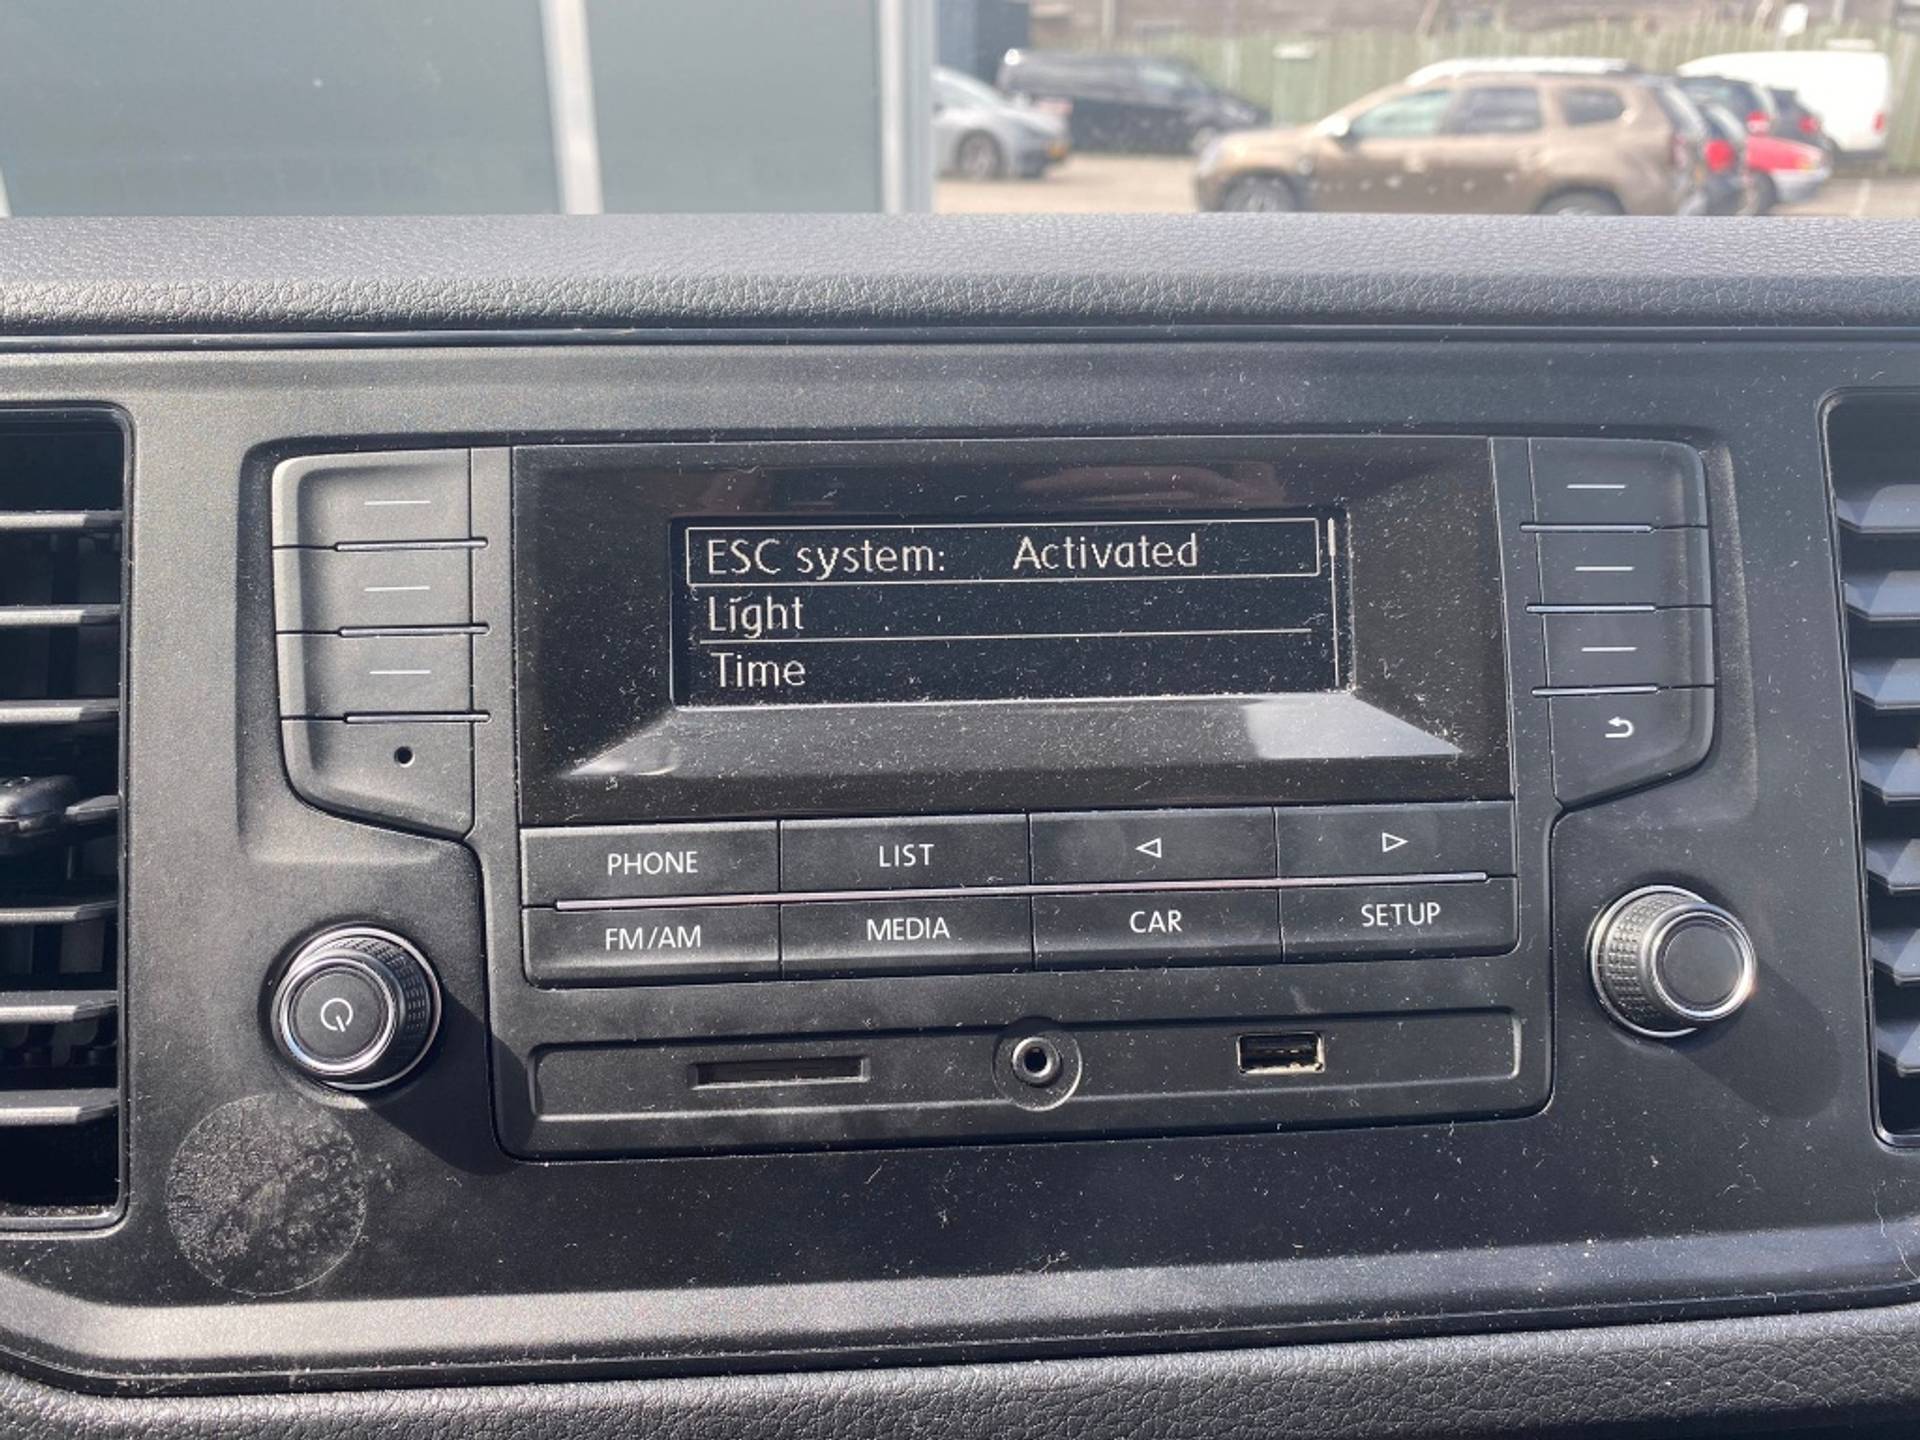 ESC system: Activated
Light
Time
PHONE LIST
FM/AM MEDIA CAR SETUP